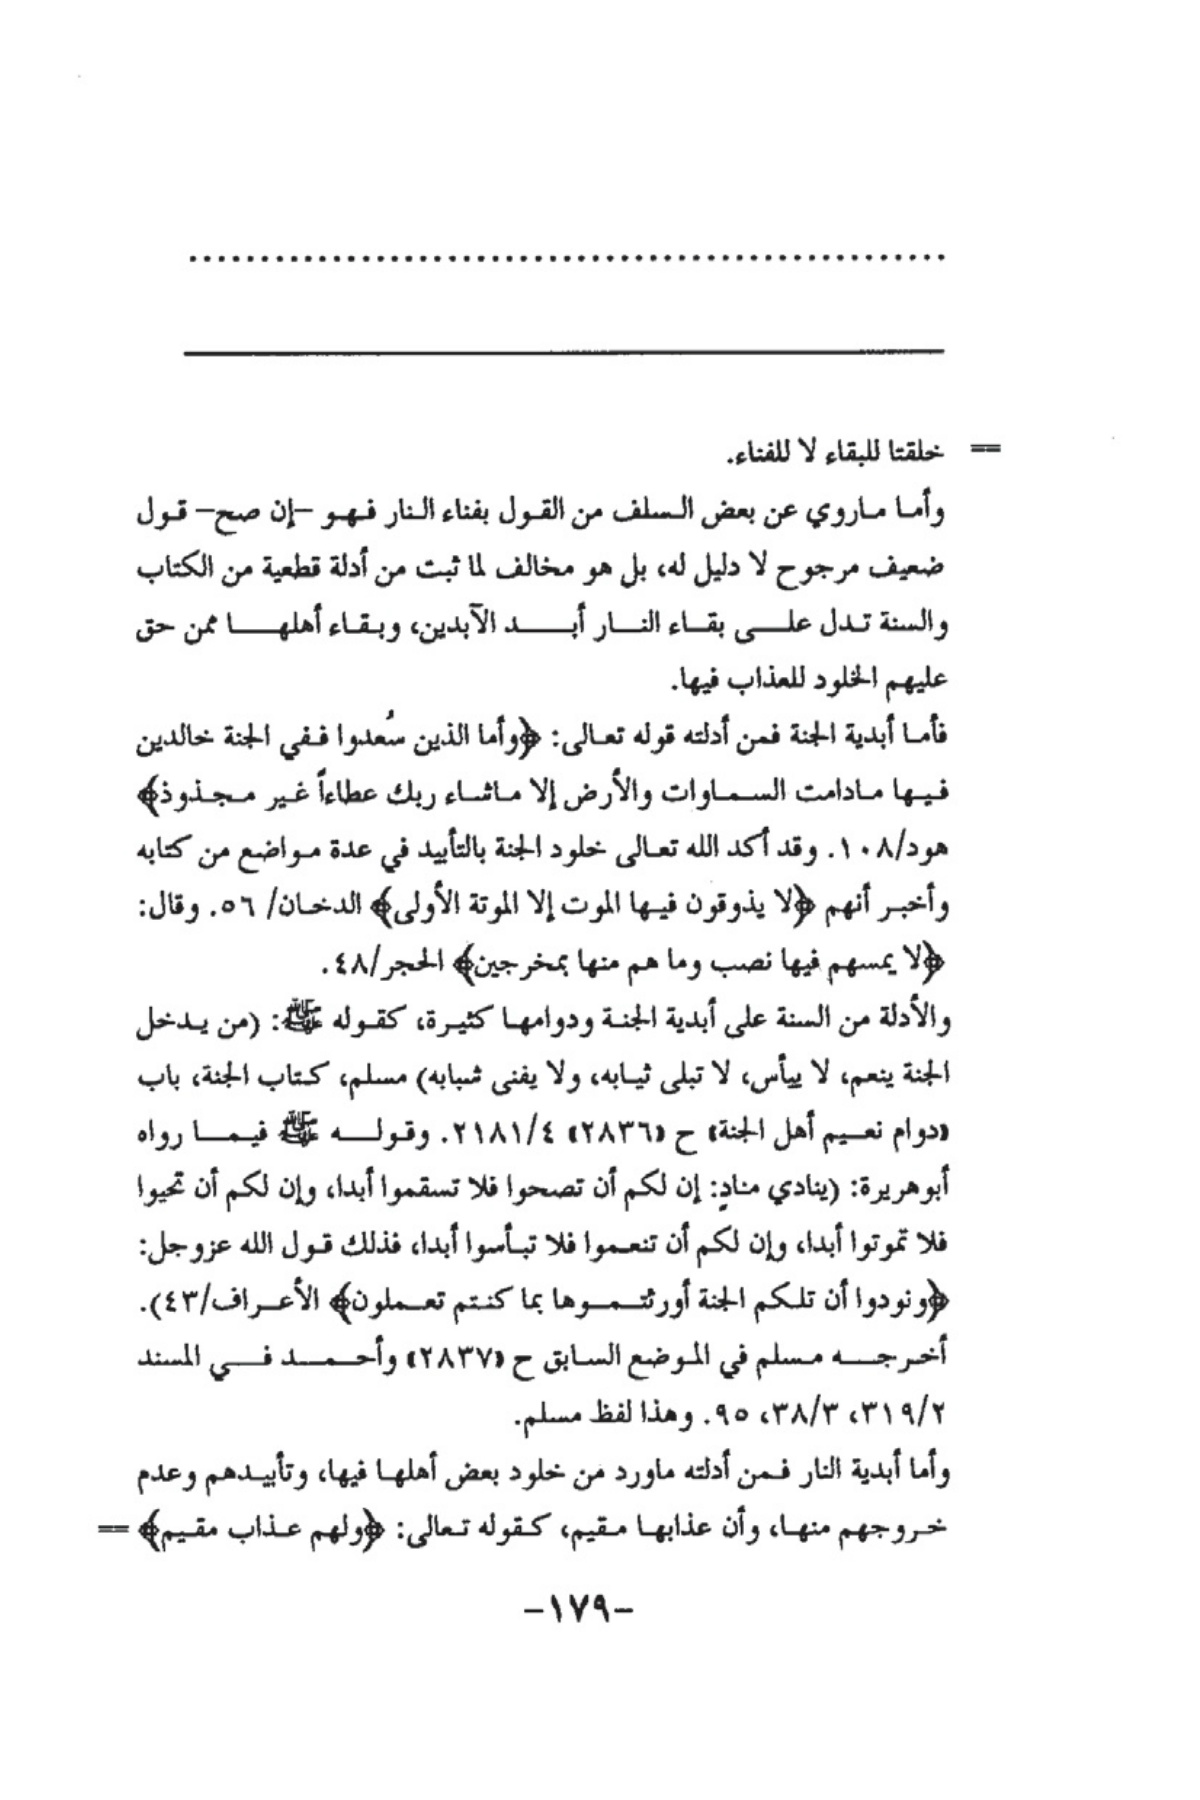 == خلقتا للبقاء لا للفناء.
وأما ماروي عن بعض السلف من القول بفناء النار فهو -إن صح- قول
ضعيف مرجوح لا دليل له، بل هو مخالف لما ثبت من أدلة قطعية من الكتاب
والسنة تدل على بقاء النار أبد الآبدين، وبقاء أهلها ممن حق
عليهم الخلود للعذاب فيها.
فأما أبدية الجنة فمن أدلته قوله تعالى: ﴿وأما الذين سُعدوا ففي الجنة خالدين
فيها مادامت السماوات والأرض إلا ماشاء ربك عطاءاً غير مجذوذ﴾
هود/١٠٨. وقد أكد الله تعالى خلود الجنة بالتأبيد في عدة مواضع من كتابه
وأخبر أنهم ﴿لا يذوقون فيها الموت إلا الموتة الأولى﴾ الدخان/ ٥٦. وقال:
﴿لا يمسهم فيها نصب وما هم منها بمخرجين﴾ الحجر/٤٨.
والأدلة من السنة على أبدية الجنة ودوامها كثيرة، كقوله ﷺ: (من يدخل
الجنة ينعم، لا ييأس، لا تبلى ثيابه، ولا يفنى شبابه) مسلم، كتاب الجنة، باب
«دوام نعيم أهل الجنة» ح «٢٨٣٦» ٢١٨١/٤. وقوله ﷺ فيما رواه
أبوهريرة: (ينادي منادٍ: إن لكم أن تصحوا فلا تسقموا أبدا، وإن لكم أن تحيوا
فلا تموتوا أبدا، وإن لكم أن تنعموا فلا تبأسوا أبدا، فذلك قول الله عزوجل:
﴿ونودوا أن تلكم الجنة أورثتموها بما كنتم تعملون﴾ الأعراف/٤٣).
أخرجه مسلم في الموضع السابق ح «٢٨٣٧» وأحمد في المسند
٣١٩/٢، ٣٨/٣، ٩٥. وهذا لفظ مسلم.
وأما أبدية النار فمن أدلته ماورد من خلود بعض أهلها فيها، وتأبيدهم وعدم
خروجهم منها، وأن عذابها مقيم، كقوله تعالى: ﴿ولهم عذاب مقيم﴾ ==
-١٧٩-